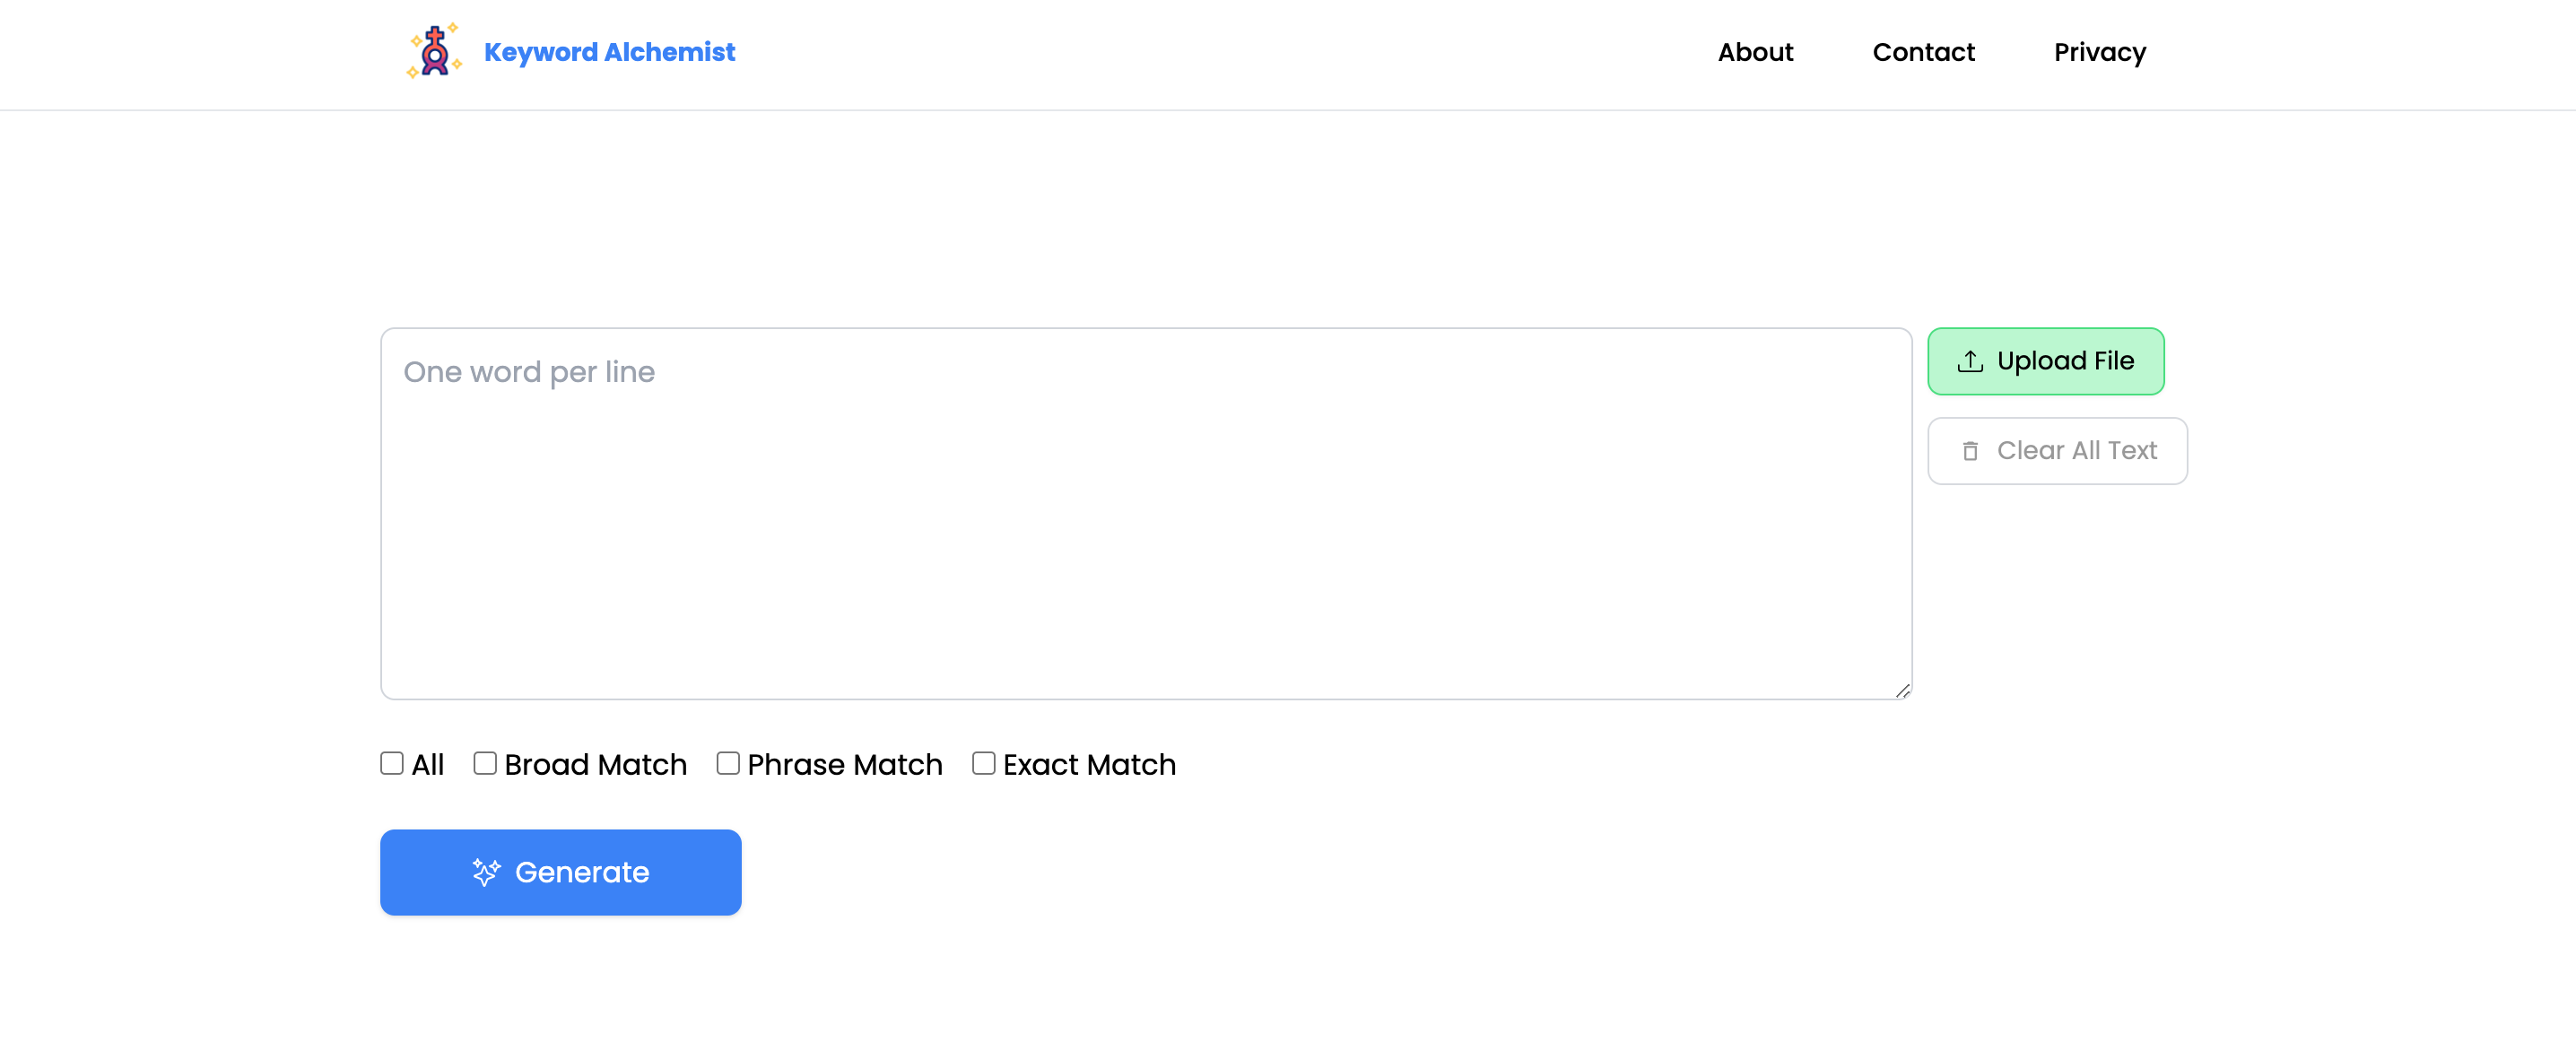 Keyword Alchemist
About
Contact
Privacy
One word per line
Upload File
Clear All Text
All
Broad Match
Phrase Match
Exact Match
Generate